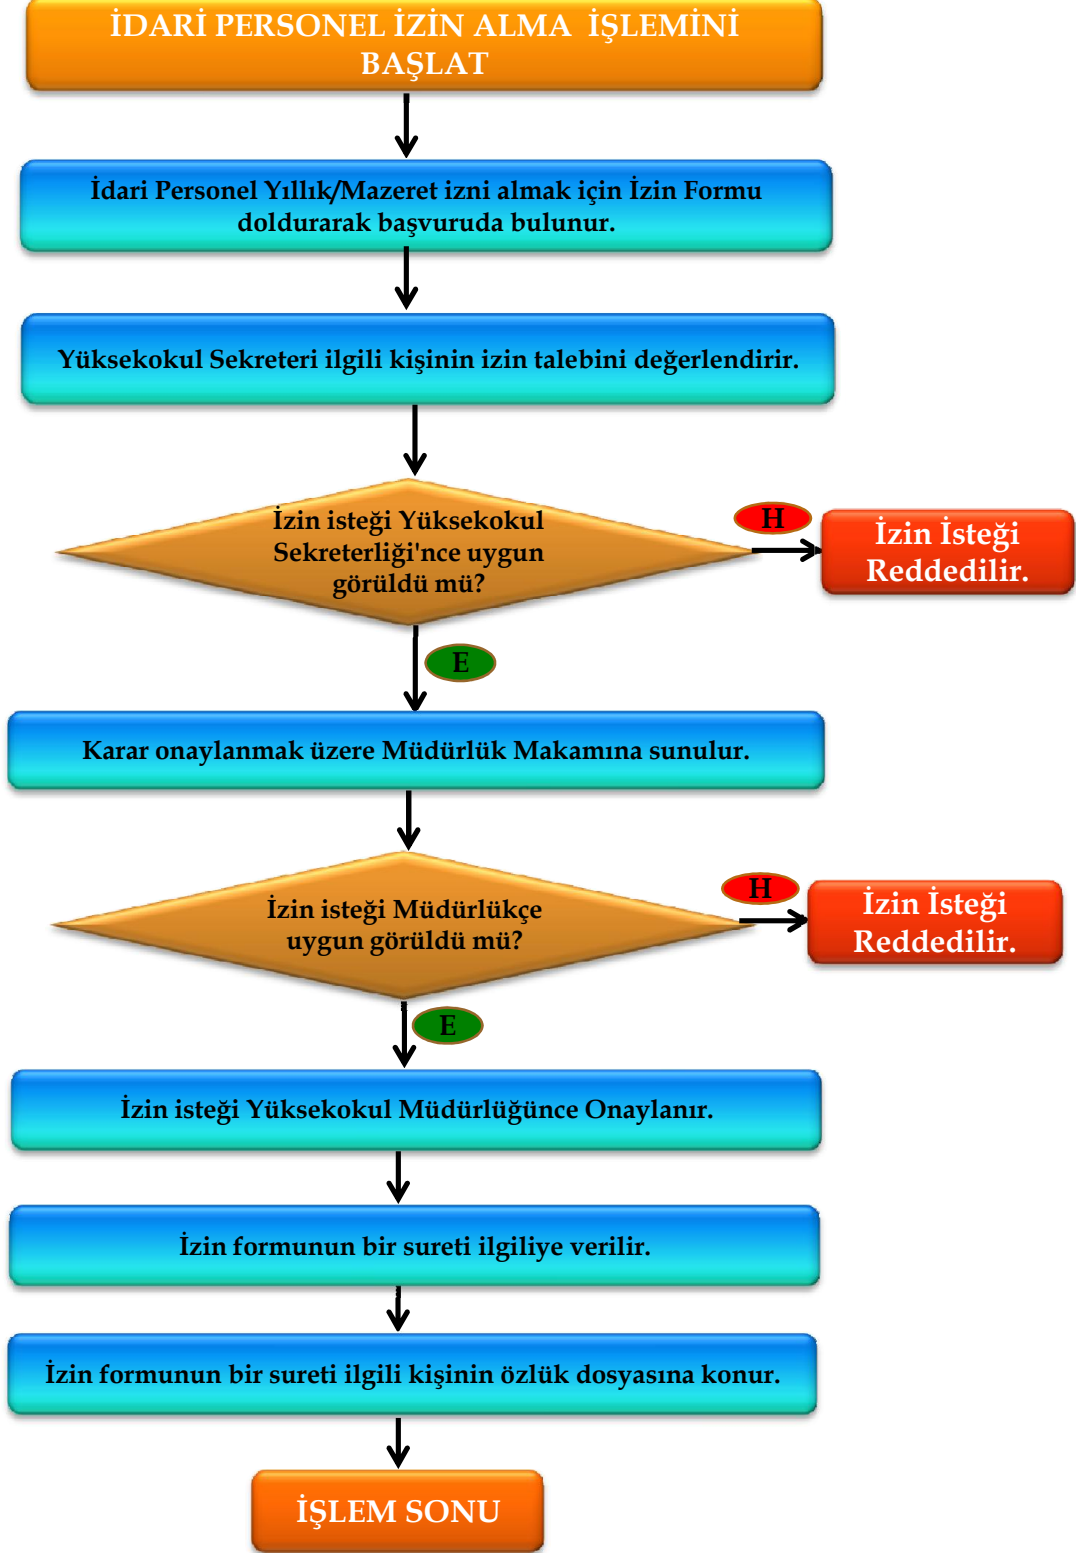 İDARİ PERSONEL İZİN ALMA İŞLEMİNİ
BAŞLAT
İdari Personel Yıllık/Mazeret izni almak için İzin Formu
doldurarak başvuruda bulunur.
Yüksekokul Sekreteri ilgili kişinin izin talebini değerlendirir.
İzin isteği Yüksekokul
Sekreterliği'nce uygun
görüldü mü?
H
İzin İsteği
Reddedilir.
E
Karar onaylanmak üzere Müdürlük Makamına sunulur.
İzin isteği Müdürlükçe
uygun görüldü mü?
H
İzin İsteği
Reddedilir.
E
İzin isteği Yüksekokul Müdürlüğünce Onaylanır.
İzin formunun bir sureti ilgiliye verilir.
İzin formunun bir sureti ilgili kişinin özlük dosyasına konur.
İŞLEM SONU